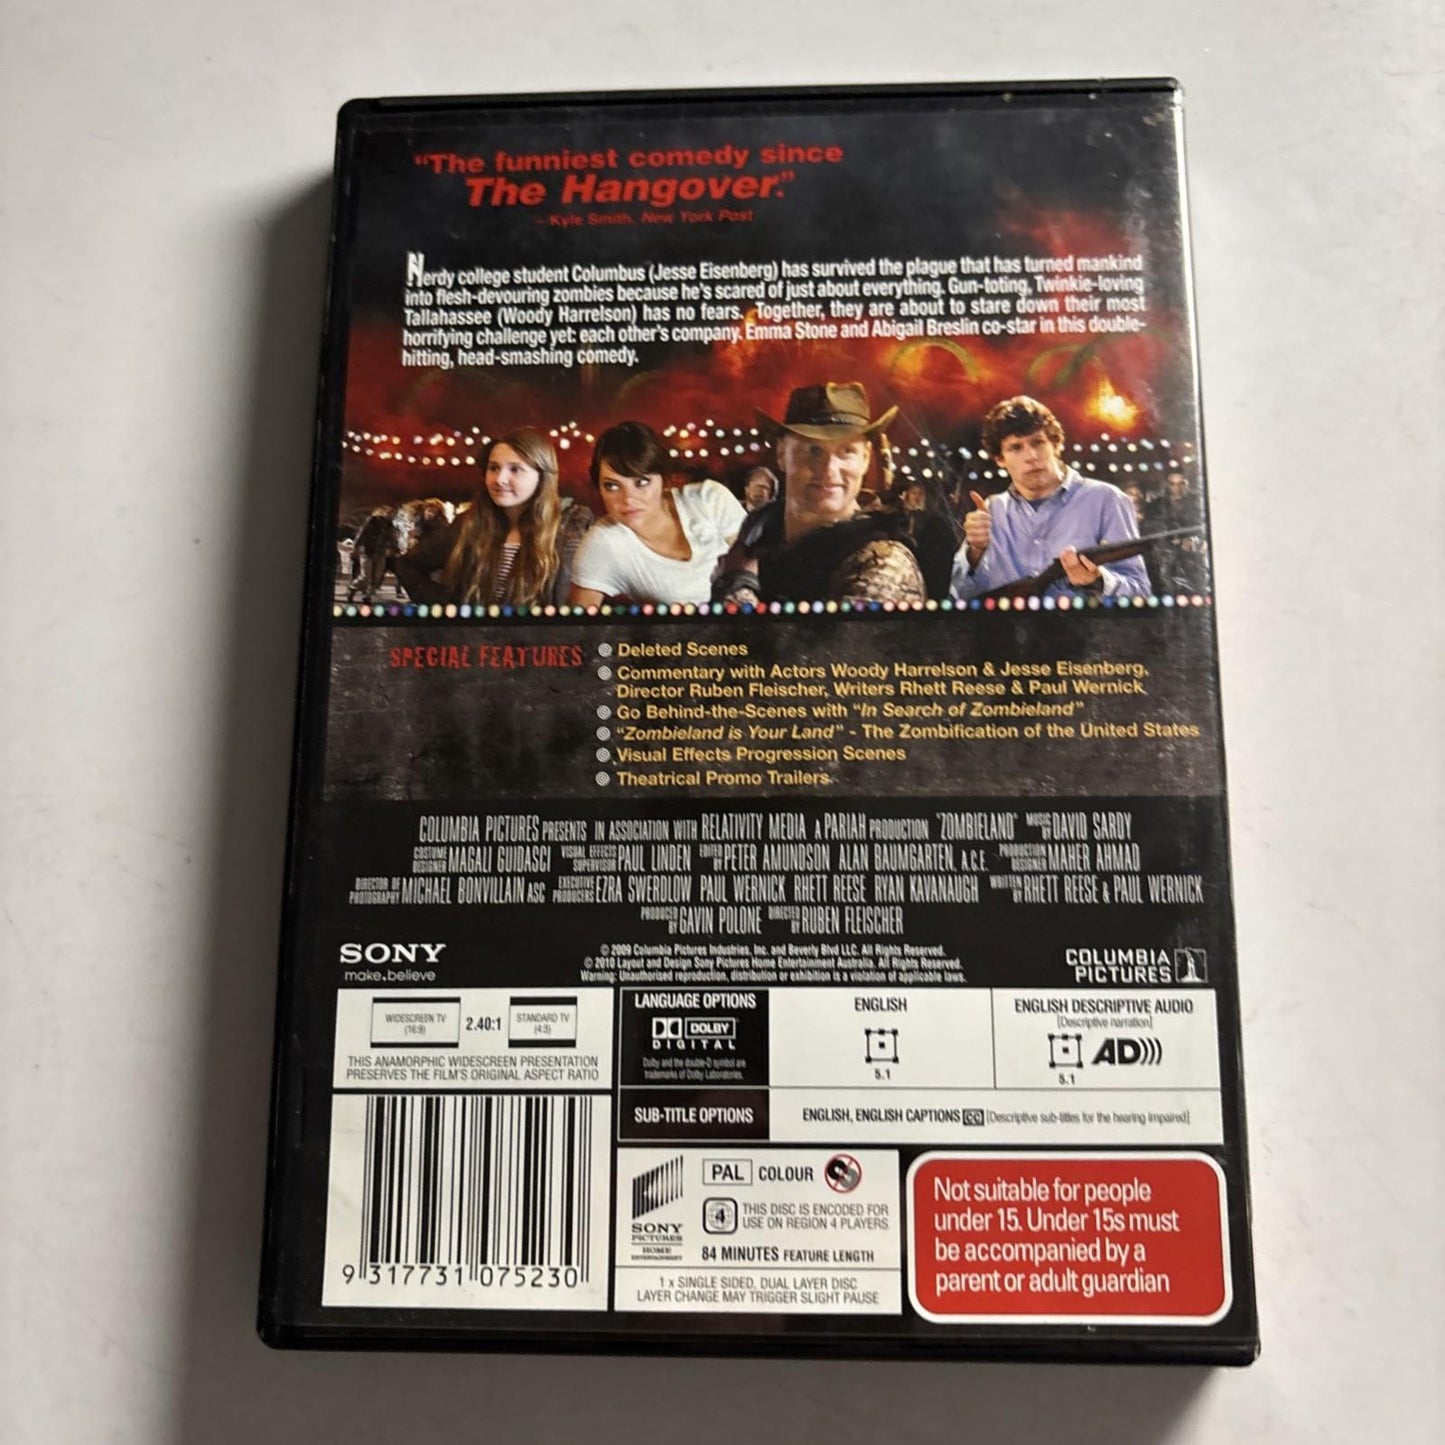 “The funniest comedy since
The Hangover.”
- Kyle Smith, New York Post
Nerdy college student Columbus (Jesse Eisenberg) has survived the plague that has turned mankind
into flesh-devouring zombies because he's scared of just about everything. Gun-toting, Twinkie-loving
Tallahassee (Woody Harrelson) has no fears. Together, they are about to stare down their most
horrifying challenge yet: each other's company. Emma Stone and Abigail Breslin co-star in this double-
hitting, head-smashing comedy.
SPECIAL FEATURES
Deleted Scenes
Commentary with Actors Woody Harrelson & Jesse Eisenberg,
Director Ruben Fleischer, Writers Rhett Reese & Paul Wernick
Go Behind-the-Scenes with “In Search of Zombieland”
“Zombieland is Your Land” - The Zombification of the United States
Visual Effects Progression Scenes
Theatrical Promo Trailers
COLUMBIA PICTURES PRESENTS IN ASSOCIATION WITH RELATIVITY MEDIA A PARIAH PRODUCTION "ZOMBIELAND" MUSIC BY DAVID SARDY
COSTUME DESIGNER MAGALI GUIDASCI VISUAL EFFECTS SUPERVISOR PAUL LINDEN EDITED BY PETER AMUNDSON ALAN BAUMGARTEN, A.C.E. PRODUCTION DESIGNER MAHER AHMAD
DIRECTOR OF PHOTOGRAPHY MICHAEL BONVILLAIN ASC EXECUTIVE PRODUCERS EZRA SWERDLOW PAUL WERNICK RHETT REESE RYAN KAVANAUGH WRITTEN BY RHETT REESE & PAUL WERNICK
PRODUCED BY GAVIN POLONE DIRECTED BY RUBEN FLEISCHER
SONY
make.believe
© 2009 Columbia Pictures Industries, Inc. and Beverly Blvd LLC. All Rights Reserved.
© 2010 Layout and Design Sony Pictures Home Entertainment Australia. All Rights Reserved.
Warning: Unauthorised reproduction, distribution or exhibition is a violation of applicable laws.
COLUMBIA
PICTURES
WIDESCREEN TV
(16:9)
2.40:1
STANDARD TV
(4:3)
THIS ANAMORPHIC WIDESCREEN PRESENTATION
PRESERVES THE FILM'S ORIGINAL ASPECT RATIO
LANGUAGE OPTIONS
DOLBY
DIGITAL
Dolby and the double-D symbol are
trademarks of Dolby Laboratories.
ENGLISH
5.1
ENGLISH DESCRIPTIVE AUDIO
[Descriptive narration]
5.1
AD)))
SUB-TITLE OPTIONS
ENGLISH, ENGLISH CAPTIONS CC [Descriptive sub-titles for the hearing impaired]
9 317731 075230
SONY
PICTURES
HOME
ENTERTAINMENT
PAL COLOUR
4
THIS DISC IS ENCODED FOR
USE ON REGION 4 PLAYERS
84 MINUTES FEATURE LENGTH
1 x SINGLE SIDED, DUAL LAYER DISC
LAYER CHANGE MAY TRIGGER SLIGHT PAUSE
Not suitable for people
under 15. Under 15s must
be accompanied by a
parent or adult guardian